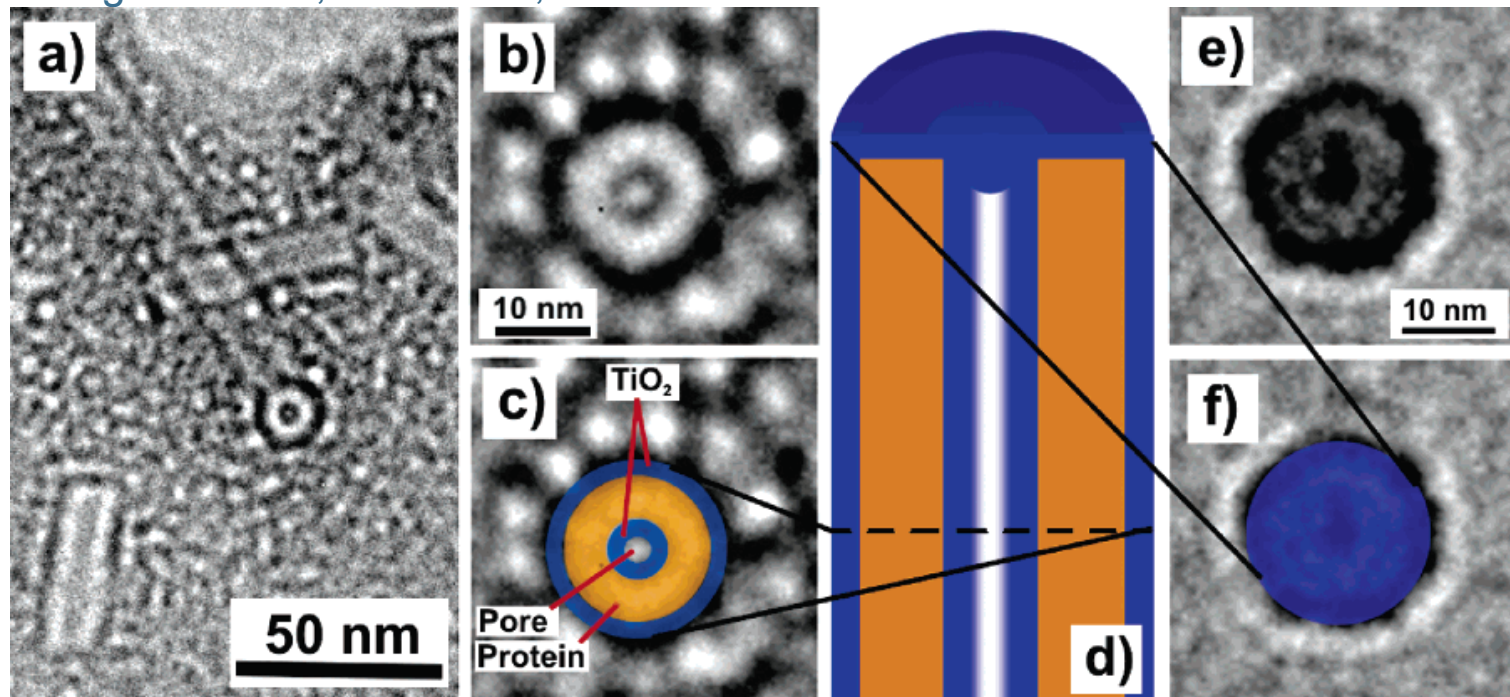 a)
50 nm
b)
10 nm
c)
TiO₂
Pore
Protein
d)
e)
10 nm
f)